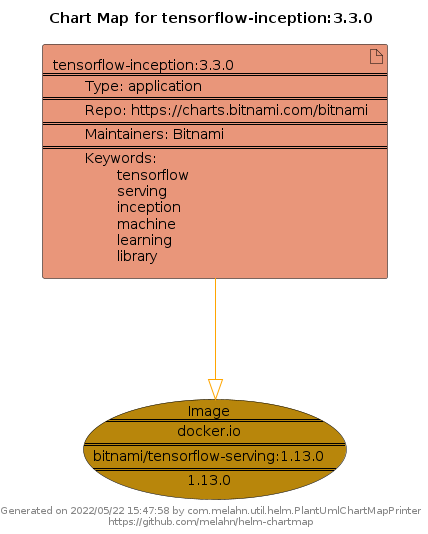 Chart Map for tensorflow-inception:3.3.0
tensorflow-inception:3.3.0
Type: application
Repo: https://charts.bitnami.com/bitnami
Maintainers: Bitnami
Keywords:
tensorflow
serving
inception
machine
learning
library
Image
docker.io
bitnami/tensorflow-serving:1.13.0
1.13.0
Generated on 2022/05/22 15:47:58 by com.melahn.util.helm.PlantUmlChartMapPrinter
https://github.com/melahn/helm-chartmap